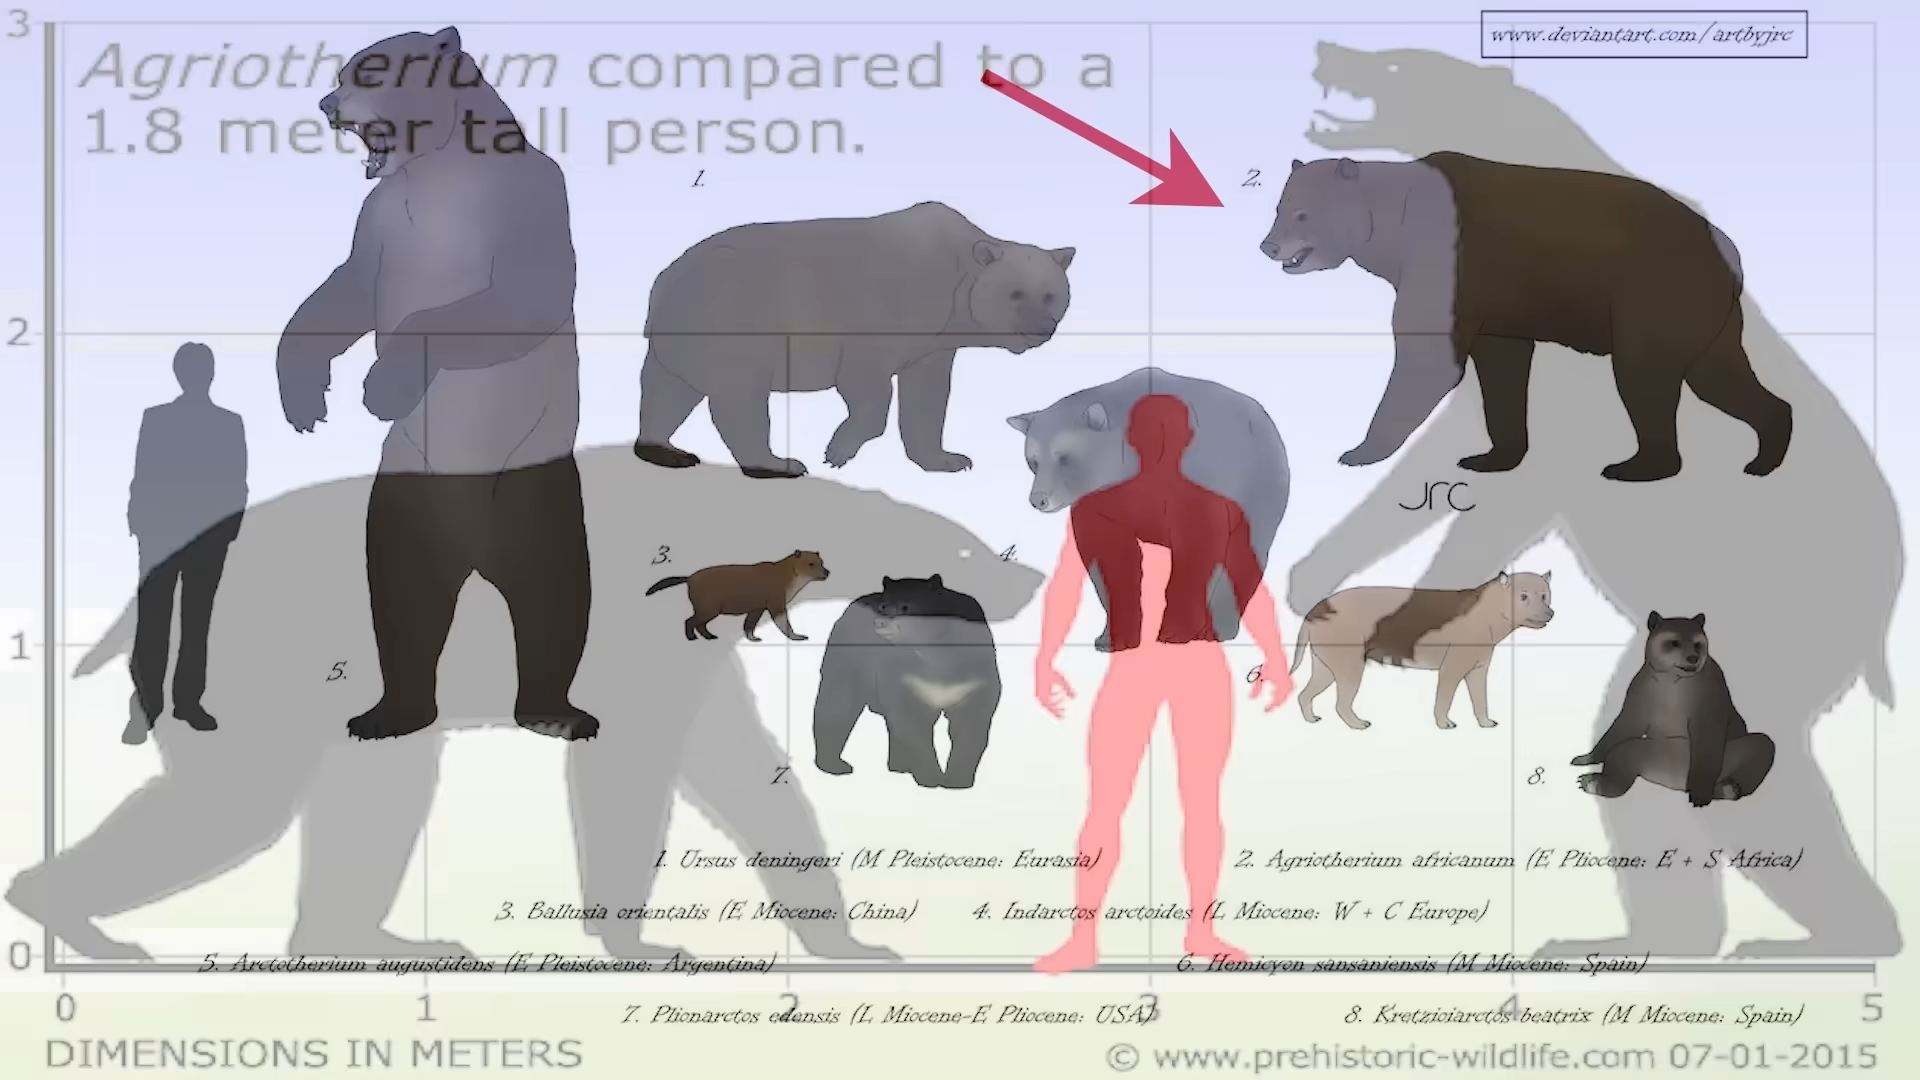 www.deviantart.com/artbyjrc
Agriotherium compared to a
1.8 meter tall person.
3
2
1
0
1.
2.
3.
4.
5.
6.
7.
8.
JrC
1. Ursus deningeri (M Pleistocene: Eurasia)
2. Agriotherium africanum (E Pliocene: E + S Africa)
3. Ballusia orientalis (E Miocene: China)
4. Indarctos arctoides (L Miocene: W + C Europe)
5. Arctotherium augustidens (E Pleistocene: Argentina)
6. Hemicyon sansaniensis (M Miocene: Spain)
7. Plionarctos edensis (L Miocene-E Pliocene: USA)
8. Kretzioiarctos beatrix (M Miocene: Spain)
0 1 2 3 4 5
DIMENSIONS IN METERS
© www.prehistoric-wildlife.com 07-01-2015